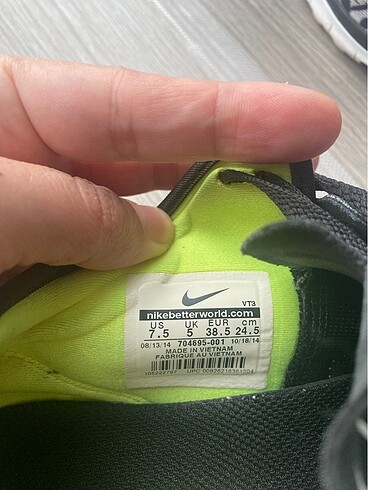 VT3
nikebetterworld.com
US UK EUR cm
7.5 5 38.5 24.5
08/13/14 704695-001 10/18/14
MADE IN VIETNAM
FABRIQUE AU VIETNAM
UPC